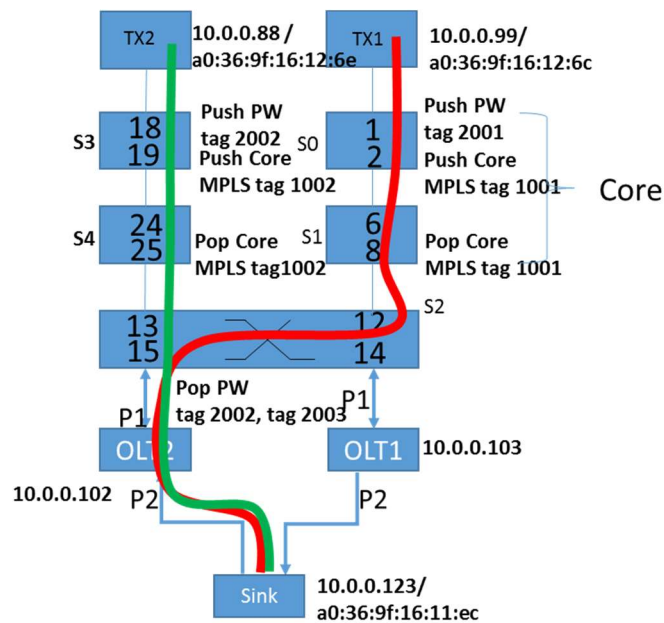 TX2
10.0.0.88 /
a0:36:9f:16:12:6e
TX1
10.0.0.99/
a0:36:9f:16:12:6c
S3
18
19
Push PW
tag 2002
Push Core
MPLS tag 1002
S0
1
2
Push PW
tag 2001
Push Core
MPLS tag 1001
Core
S4
24
25
Pop Core
MPLS tag1002
S1
6
8
Pop Core
MPLS tag 1001
S2
13
15
12
14
P1
Pop PW
tag 2002, tag 2003
P1
OLT2
OLT1
10.0.0.103
10.0.0.102
P2
P2
Sink
10.0.0.123/
a0:36:9f:16:11:ec